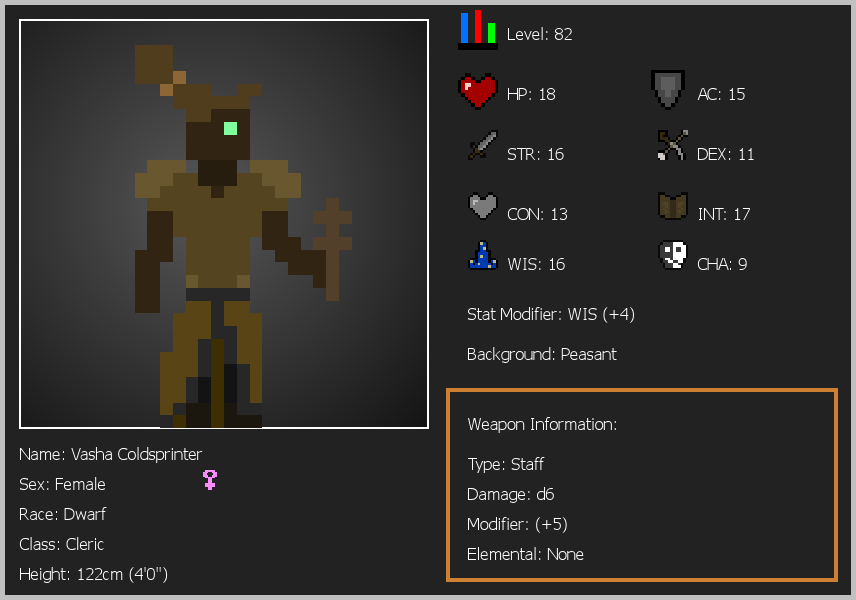 Level: 82
HP: 18
AC: 15
STR: 16
DEX: 11
CON: 13
INT: 17
WIS: 16
CHA: 9
Stat Modifier: WIS (+4)
Background: Peasant
Weapon Information:
Type: Staff
Damage: d6
Modifier: (+5)
Elemental: None
Name: Vasha Coldsprinter
Sex: Female
Race: Dwarf
Class: Cleric
Height: 122cm (4'0")